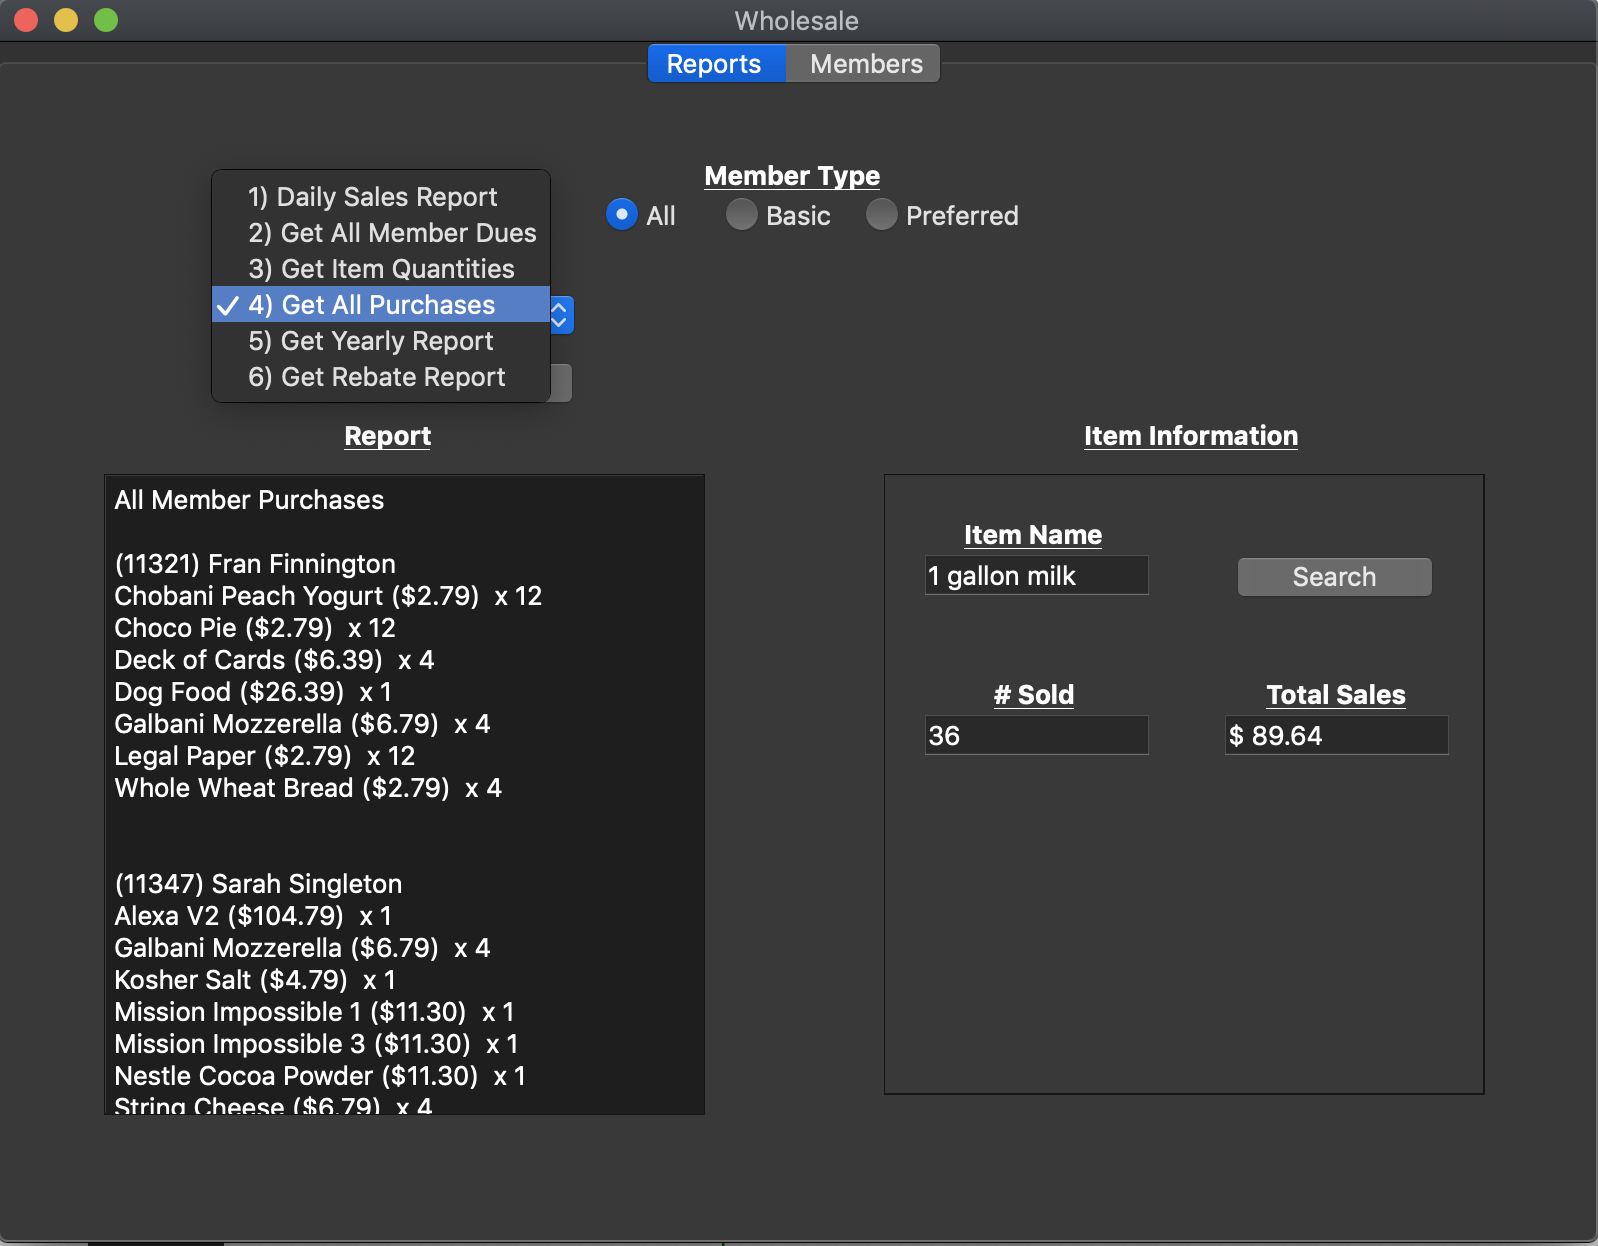 Wholesale
Reports Members
1) Daily Sales Report
2) Get All Member Dues
3) Get Item Quantities
4) Get All Purchases
5) Get Yearly Report
6) Get Rebate Report
Member Type
All Basic Preferred
Report
All Member Purchases
(11321) Fran Finnington
Chobani Peach Yogurt ($2.79) x 12
Choco Pie ($2.79) x 12
Deck of Cards ($6.39) x 4
Dog Food ($26.39) x 1
Galbani Mozzerella ($6.79) x 4
Legal Paper ($2.79) x 12
Whole Wheat Bread ($2.79) x 4
(11347) Sarah Singleton
Alexa V2 ($104.79) x 1
Galbani Mozzerella ($6.79) x 4
Kosher Salt ($4.79) x 1
Mission Impossible 1 ($11.30) x 1
Mission Impossible 3 ($11.30) x 1
Nestle Cocoa Powder ($11.30) x 1
String Cheese ($6.79) x 4
Item Information
Item Name
1 gallon milk
Search
# Sold
36
Total Sales
$ 89.64